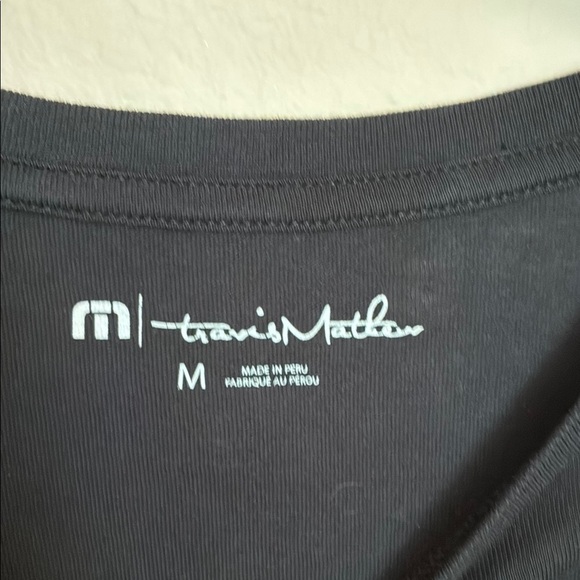 m | travisMathew
M
MADE IN PERU
FABRIQUÉ AU PÉROU